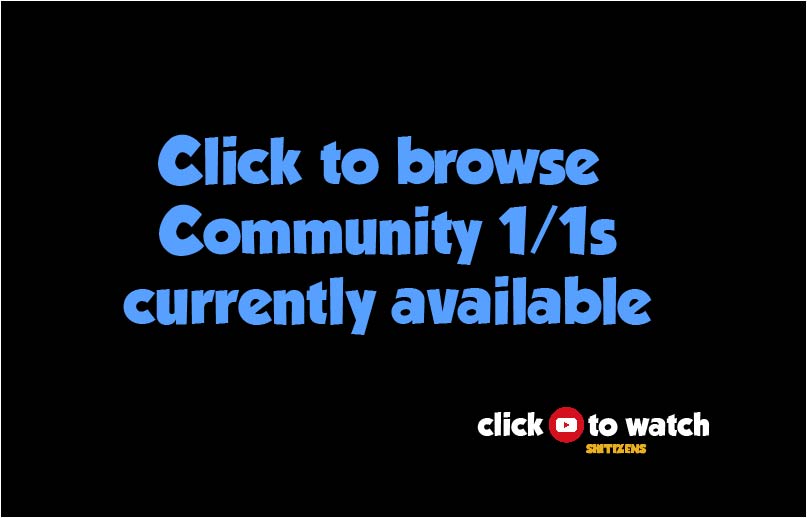 Click to browse
Community 1/1s
currently available
click to watch
SHITIZENS